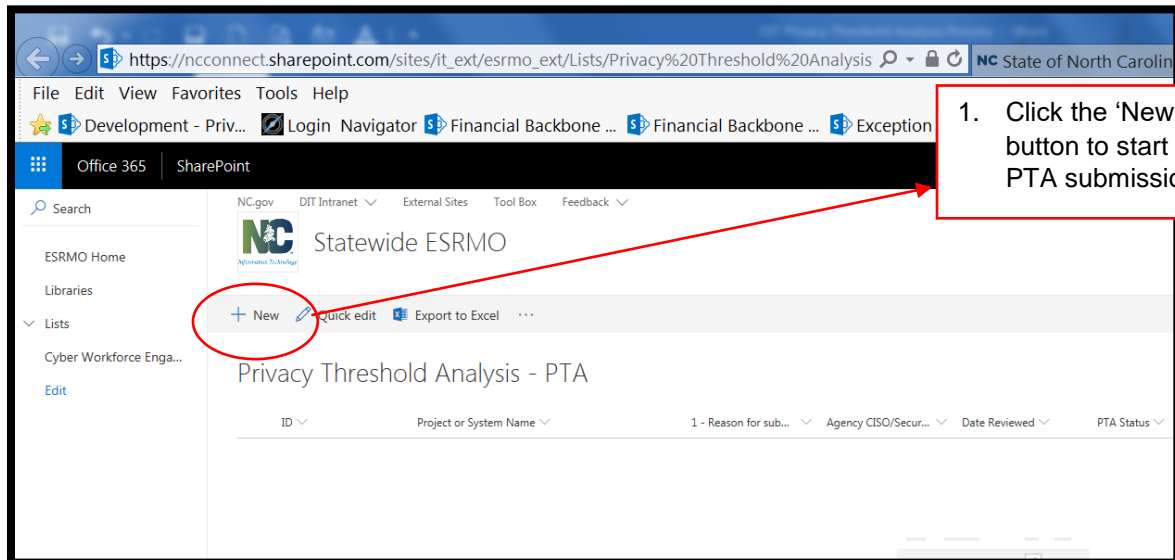 https://ncconnect.sharepoint.com/sites/it_ext/esrmo_ext/Lists/Privacy%20Threshold%20Analysis
NC State of North Carolin
File Edit View Favorites Tools Help
Development - Priv... Login Navigator Financial Backbone ... Financial Backbone ... Exception
1. Click the ‘New
button to start
PTA submissio
Office 365 SharePoint
Search
NC.gov DIT Intranet External Sites Tool Box Feedback
NC
Information Technology
Statewide ESRMO
ESRMO Home
Libraries
Lists
Cyber Workforce Enga...
Edit
+ New Quick edit Export to Excel ...
Privacy Threshold Analysis - PTA
ID Project or System Name 1 - Reason for sub... Agency CISO/Secur... Date Reviewed PTA Status